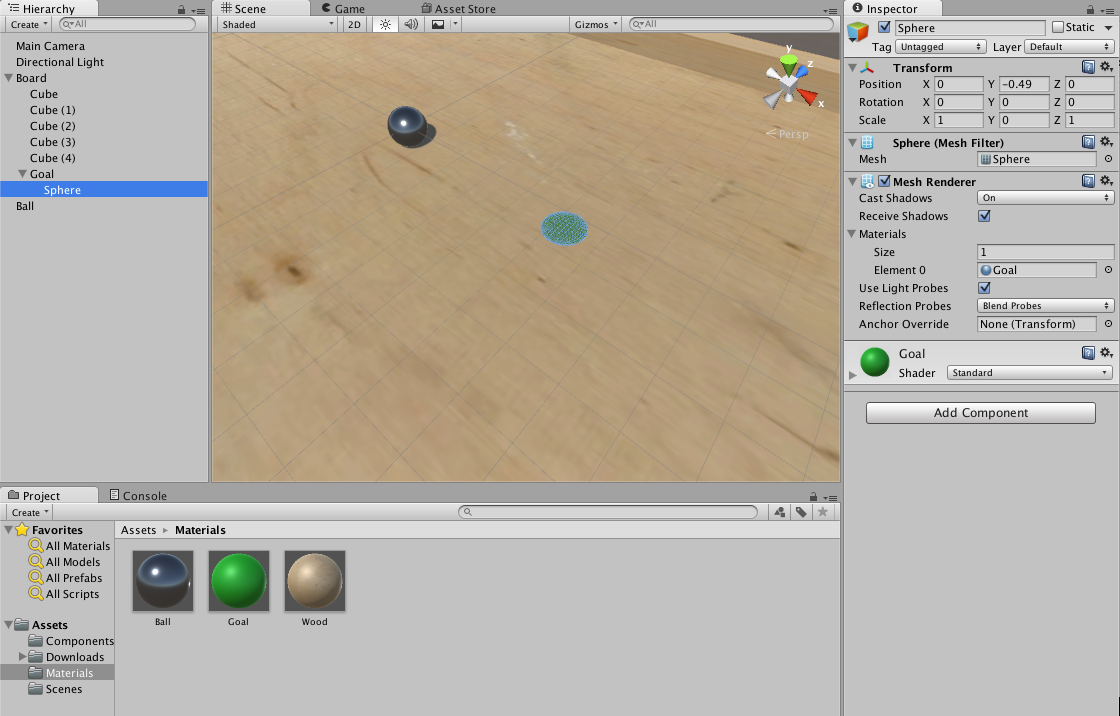 Hierarchy
Create
All
Main Camera
Directional Light
Board
Cube
Cube (1)
Cube (2)
Cube (3)
Cube (4)
Goal
Sphere
Ball
Scene
Game
Asset Store
Shaded
2D
Gizmos
All
y
z
x
Persp
Inspector
Sphere
Static
Tag Untagged Layer Default
Transform
Position X 0 Y -0.49 Z 0
Rotation X 0 Y 0 Z 0
Scale X 1 Y 0 Z 1
Sphere (Mesh Filter)
Mesh Sphere
Mesh Renderer
Cast Shadows On
Receive Shadows
Materials
Size 1
Element 0 Goal
Use Light Probes
Reflection Probes Blend Probes
Anchor Override None (Transform)
Goal
Shader Standard
Add Component
Project
Console
Create
Favorites
All Materials
All Models
All Prefabs
All Scripts
Assets
Components
Downloads
Materials
Scenes
Assets ▸ Materials
Ball
Goal
Wood